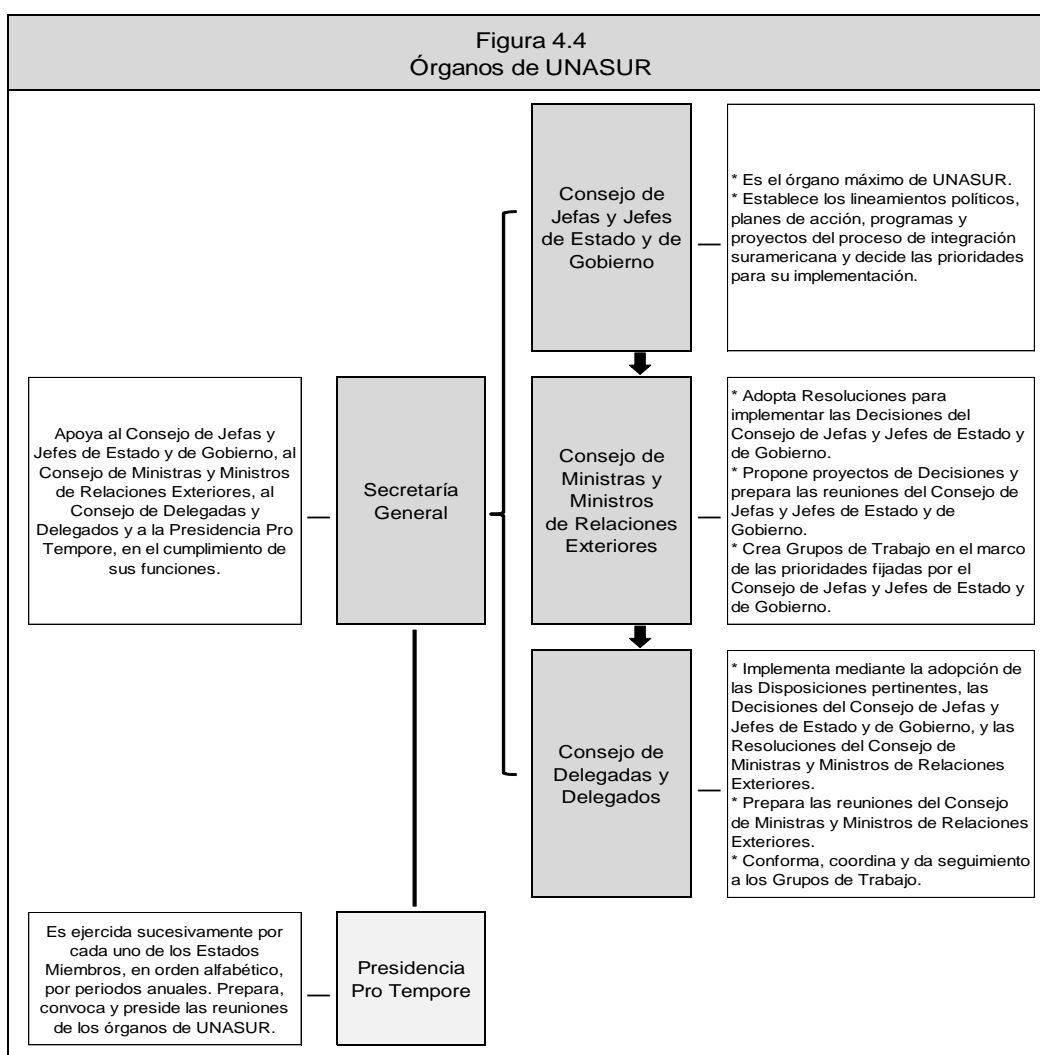 Figura 4.4
Órganos de UNASUR
Consejo de
Jefas y Jefes
de Estado y de
Gobierno
* Es el órgano máximo de UNASUR.
* Establece los lineamientos políticos,
planes de acción, programas y
proyectos del proceso de integración
suramericana y decide las prioridades
para su implementación.
Apoya al Consejo de Jefas y
Jefes de Estado y de Gobierno, al
Consejo de Ministras y Ministros
de Relaciones Exteriores, al
Consejo de Delegadas y
Delegados y a la Presidencia Pro
Tempore, en el cumplimiento de
sus funciones.
Secretaría
General
Consejo de
Ministras y
Ministros
de Relaciones
Exteriores
* Adopta Resoluciones para
implementar las Decisiones del
Consejo de Jefas y Jefes de Estado y
de Gobierno.
* Propone proyectos de Decisiones y
prepara las reuniones del Consejo de
Jefas y Jefes de Estado y de
Gobierno.
* Crea Grupos de Trabajo en el marco
de las prioridades fijadas por el
Consejo de Jefas y Jefes de Estado y
de Gobierno.
Consejo de
Delegadas y
Delegados
* Implementa mediante la adopción de
las Disposiciones pertinentes, las
Decisiones del Consejo de Jefas y
Jefes de Estado y de Gobierno, y las
Resoluciones del Consejo de
Ministras y Ministros de Relaciones
Exteriores.
* Prepara las reuniones del Consejo
de Ministras y Ministros de Relaciones
Exteriores.
* Conforma, coordina y da seguimiento
a los Grupos de Trabajo.
Es ejercida sucesivamente por
cada uno de los Estados
Miembros, en orden alfabético,
por periodos anuales. Prepara,
convoca y preside las reuniones
de los órganos de UNASUR.
Presidencia
Pro Tempore